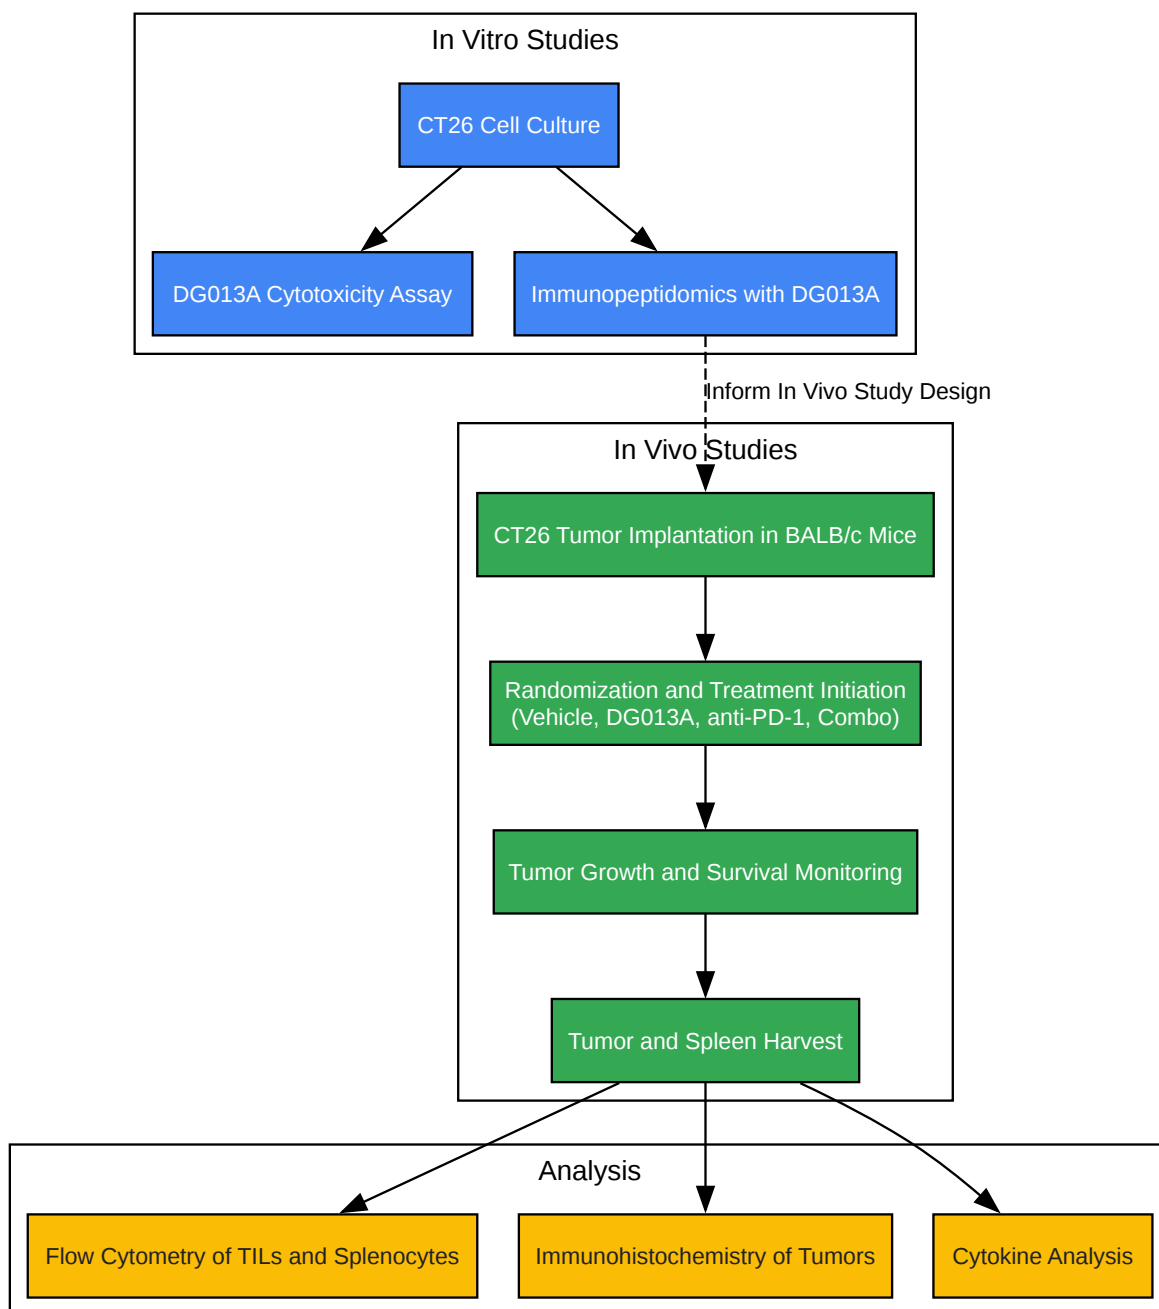 In Vitro Studies
CT26 Cell Culture
DG013A Cytotoxicity Assay
Immunopeptidomics with DG013A
Inform In Vivo Study Design
In Vivo Studies
CT26 Tumor Implantation in BALB/c Mice
Randomization and Treatment Initiation
(Vehicle, DG013A, anti-PD-1, Combo)
Tumor Growth and Survival Monitoring
Tumor and Spleen Harvest
Analysis
Flow Cytometry of TILs and Splenocytes
Immunohistochemistry of Tumors
Cytokine Analysis